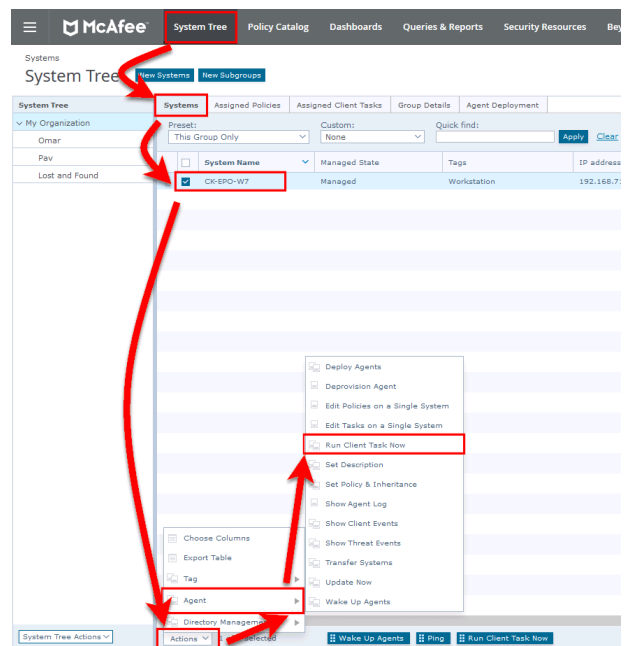 McAfee
System Tree
Policy Catalog
Dashboards
Queries & Reports
Security Resources
Systems
System Tree
New Systems
New Subgroups
System Tree
My Organization
Omar
Pav
Lost and Found
Systems
Assigned Policies
Assigned Client Tasks
Group Details
Agent Deployment
Preset:
This Group Only
Custom:
None
Quick find:
Apply
Clear
System Name
Managed State
Tags
IP address
CK-EPO-W7
Managed
Workstation
192.168.7
Deploy Agents
Deprovision Agent
Edit Policies on a Single System
Edit Tasks on a Single System
Run Client Task Now
Set Description
Set Policy & Inheritance
Show Agent Log
Show Client Events
Show Threat Events
Transfer Systems
Update Now
Wake Up Agents
Choose Columns
Export Table
Tag
Agent
Directory Management
System Tree Actions
Actions
selected
Wake Up Agents
Ping
Run Client Task Now